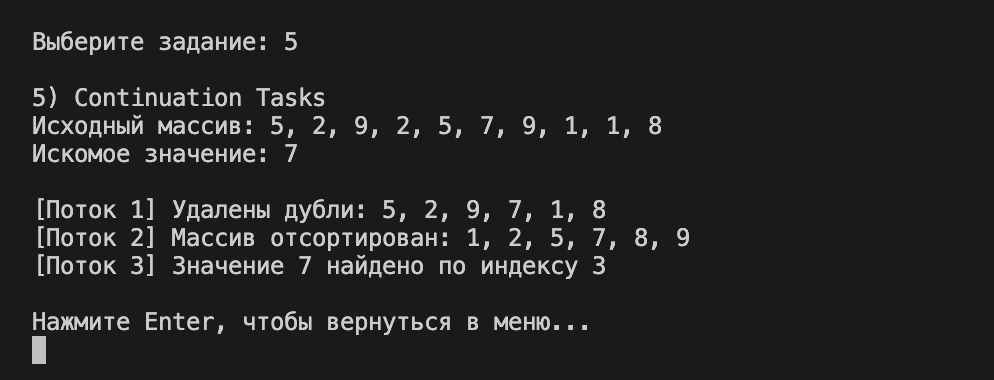 Выберите задание: 5
5) Continuation Tasks
Исходный массив: 5, 2, 9, 2, 5, 7, 9, 1, 1, 8
Искомое значение: 7
[Поток 1] Удалены дубли: 5, 2, 9, 7, 1, 8
[Поток 2] Массив отсортирован: 1, 2, 5, 7, 8, 9
[Поток 3] Значение 7 найдено по индексу 3
Нажмите Enter, чтобы вернуться в меню...